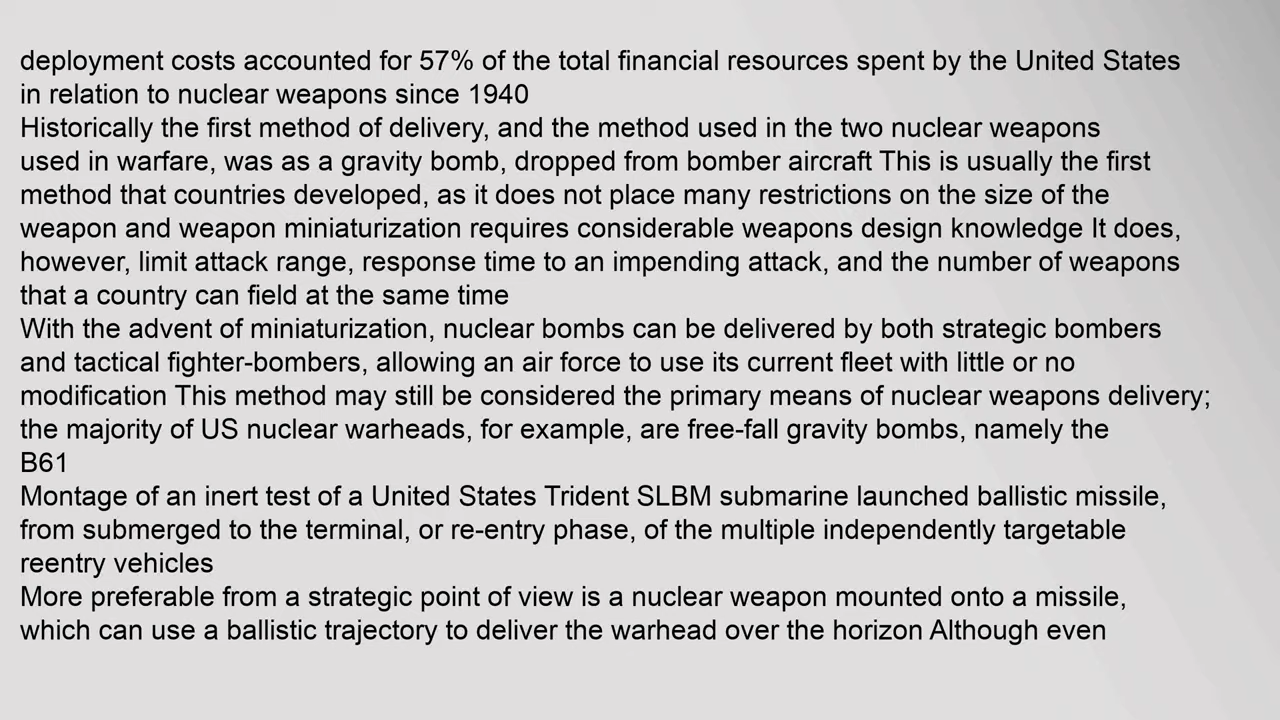 deployment costs accounted for 57% of the total financial resources spent by the United States
in relation to nuclear weapons since 1940
Historically the first method of delivery, and the method used in the two nuclear weapons
used in warfare, was as a gravity bomb, dropped from bomber aircraft This is usually the first
method that countries developed, as it does not place many restrictions on the size of the
weapon and weapon miniaturization requires considerable weapons design knowledge It does,
however, limit attack range, response time to an impending attack, and the number of weapons
that a country can field at the same time
With the advent of miniaturization, nuclear bombs can be delivered by both strategic bombers
and tactical fighter-bombers, allowing an air force to use its current fleet with little or no
modification This method may still be considered the primary means of nuclear weapons delivery;
the majority of US nuclear warheads, for example, are free-fall gravity bombs, namely the
B61
Montage of an inert test of a United States Trident SLBM submarine launched ballistic missile,
from submerged to the terminal, or re-entry phase, of the multiple independently targetable
reentry vehicles
More preferable from a strategic point of view is a nuclear weapon mounted onto a missile,
which can use a ballistic trajectory to deliver the warhead over the horizon Although even